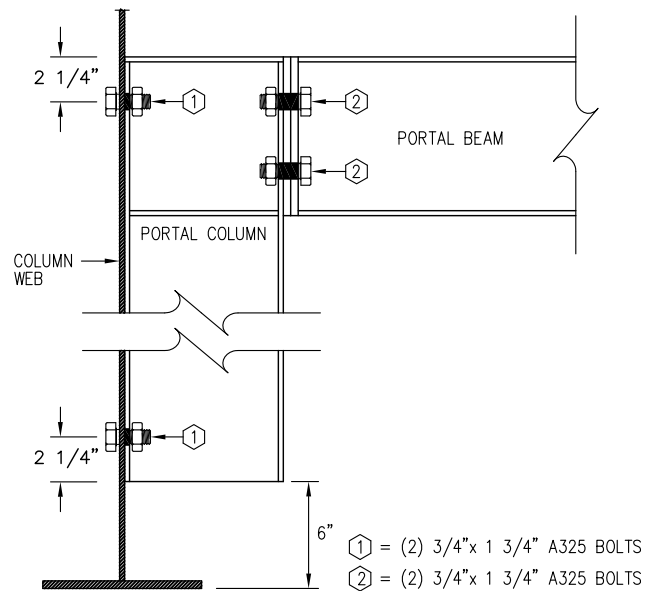 2 1/4”
1
2
PORTAL BEAM
2
PORTAL COLUMN
COLUMN
WEB
1
2 1/4”
6”
1 = (2) 3/4”x 1 3/4” A325 BOLTS
2 = (2) 3/4”x 1 3/4” A325 BOLTS